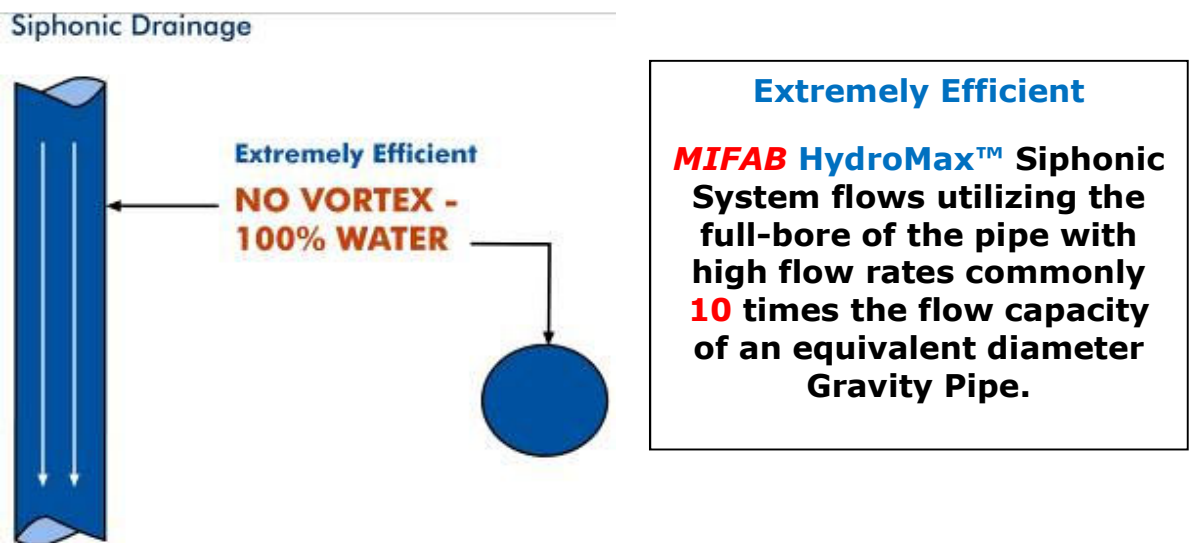 Siphonic Drainage
Extremely Efficient
NO VORTEX -
100% WATER
Extremely Efficient
MIFAB HydroMax™ Siphonic
System flows utilizing the
full-bore of the pipe with
high flow rates commonly
10 times the flow capacity
of an equivalent diameter
Gravity Pipe.